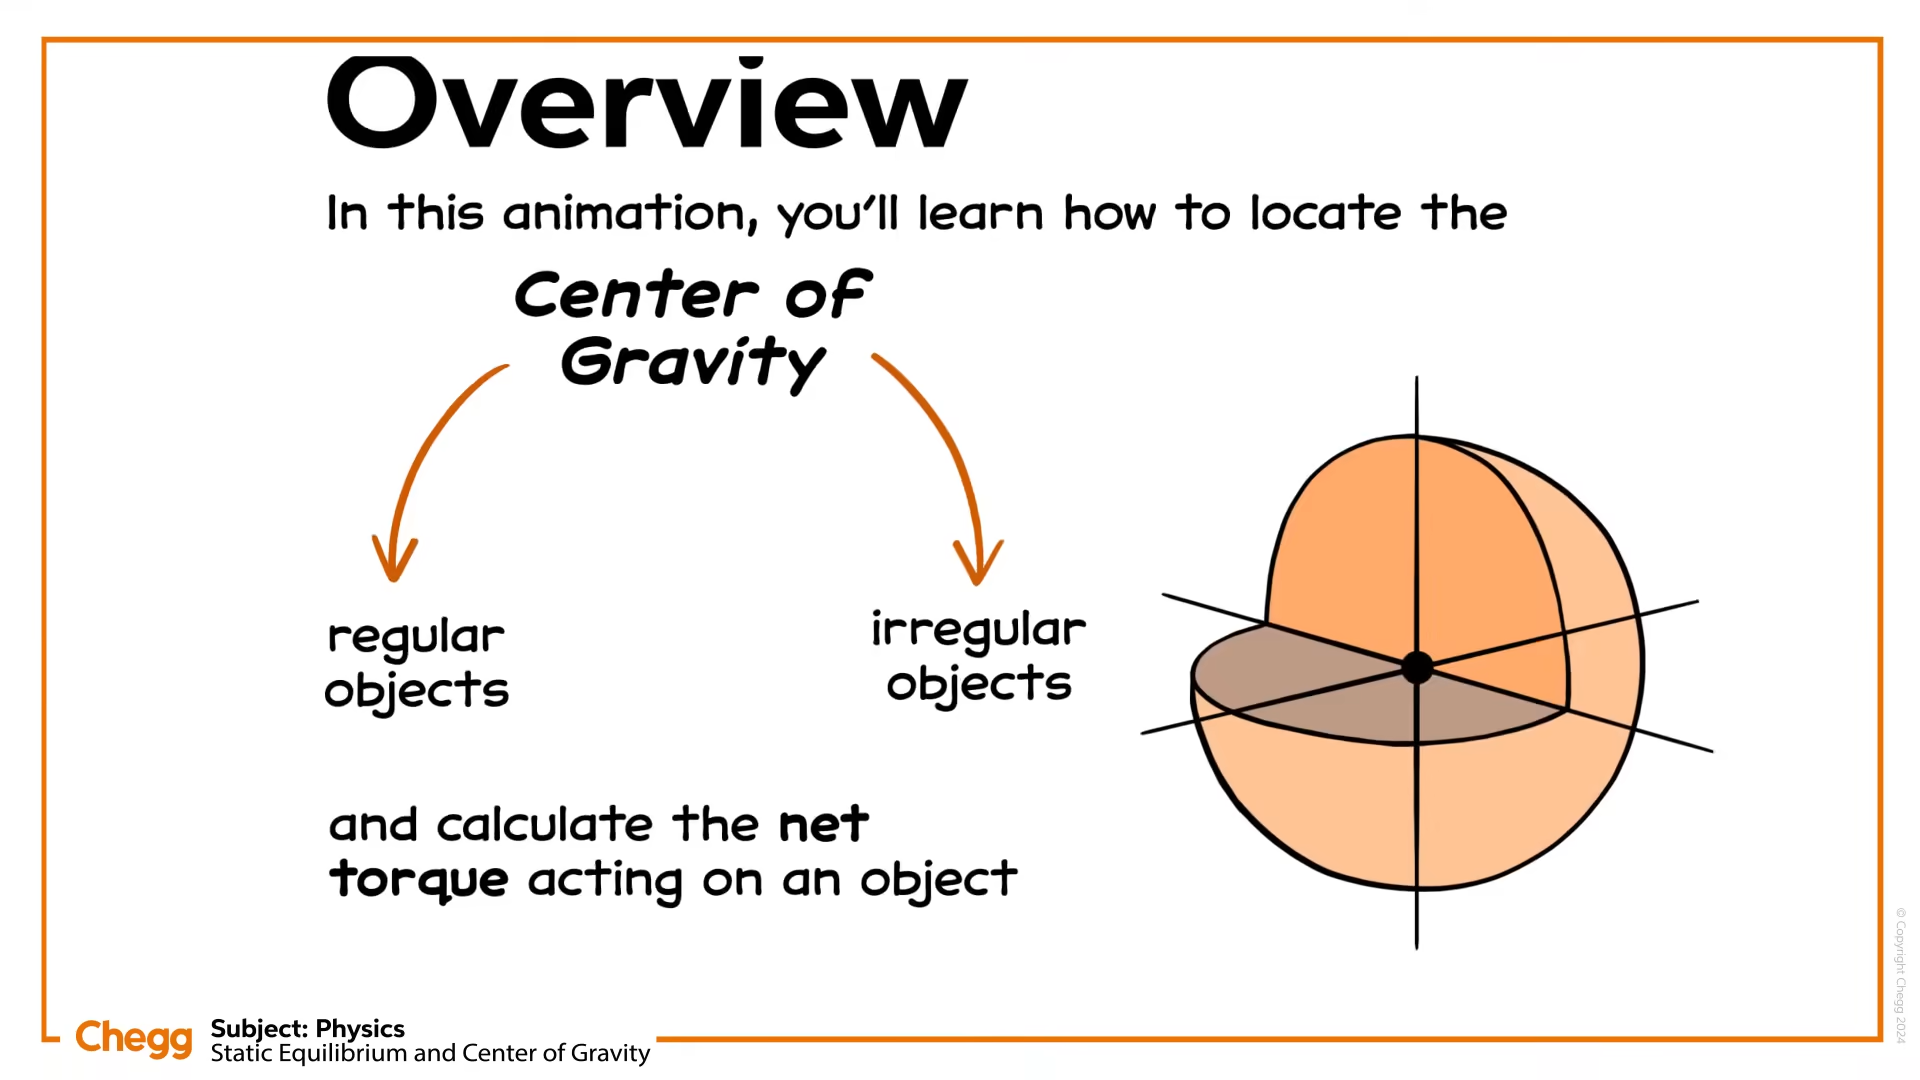 Overview
In this animation, you'll learn how to locate the
Center of
Gravity
regular
objects
irregular
objects
and calculate the net
torque acting on an object
Chegg
Subject: Physics
Static Equilibrium and Center of Gravity
© Copyright Chegg 2024